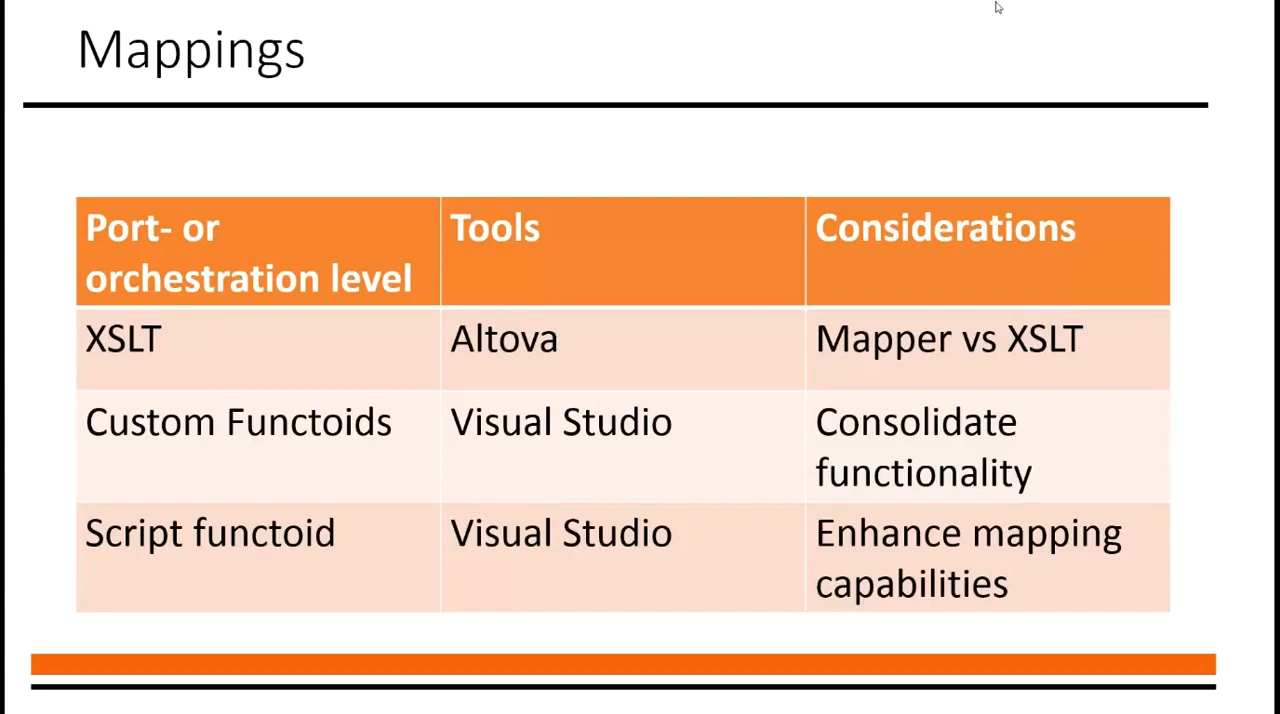 Mappings
Port- or
orchestration level
Tools
Considerations
XSLT
Altova
Mapper vs XSLT
Custom Functoids
Visual Studio
Consolidate
functionality
Script functoid
Visual Studio
Enhance mapping
capabilities